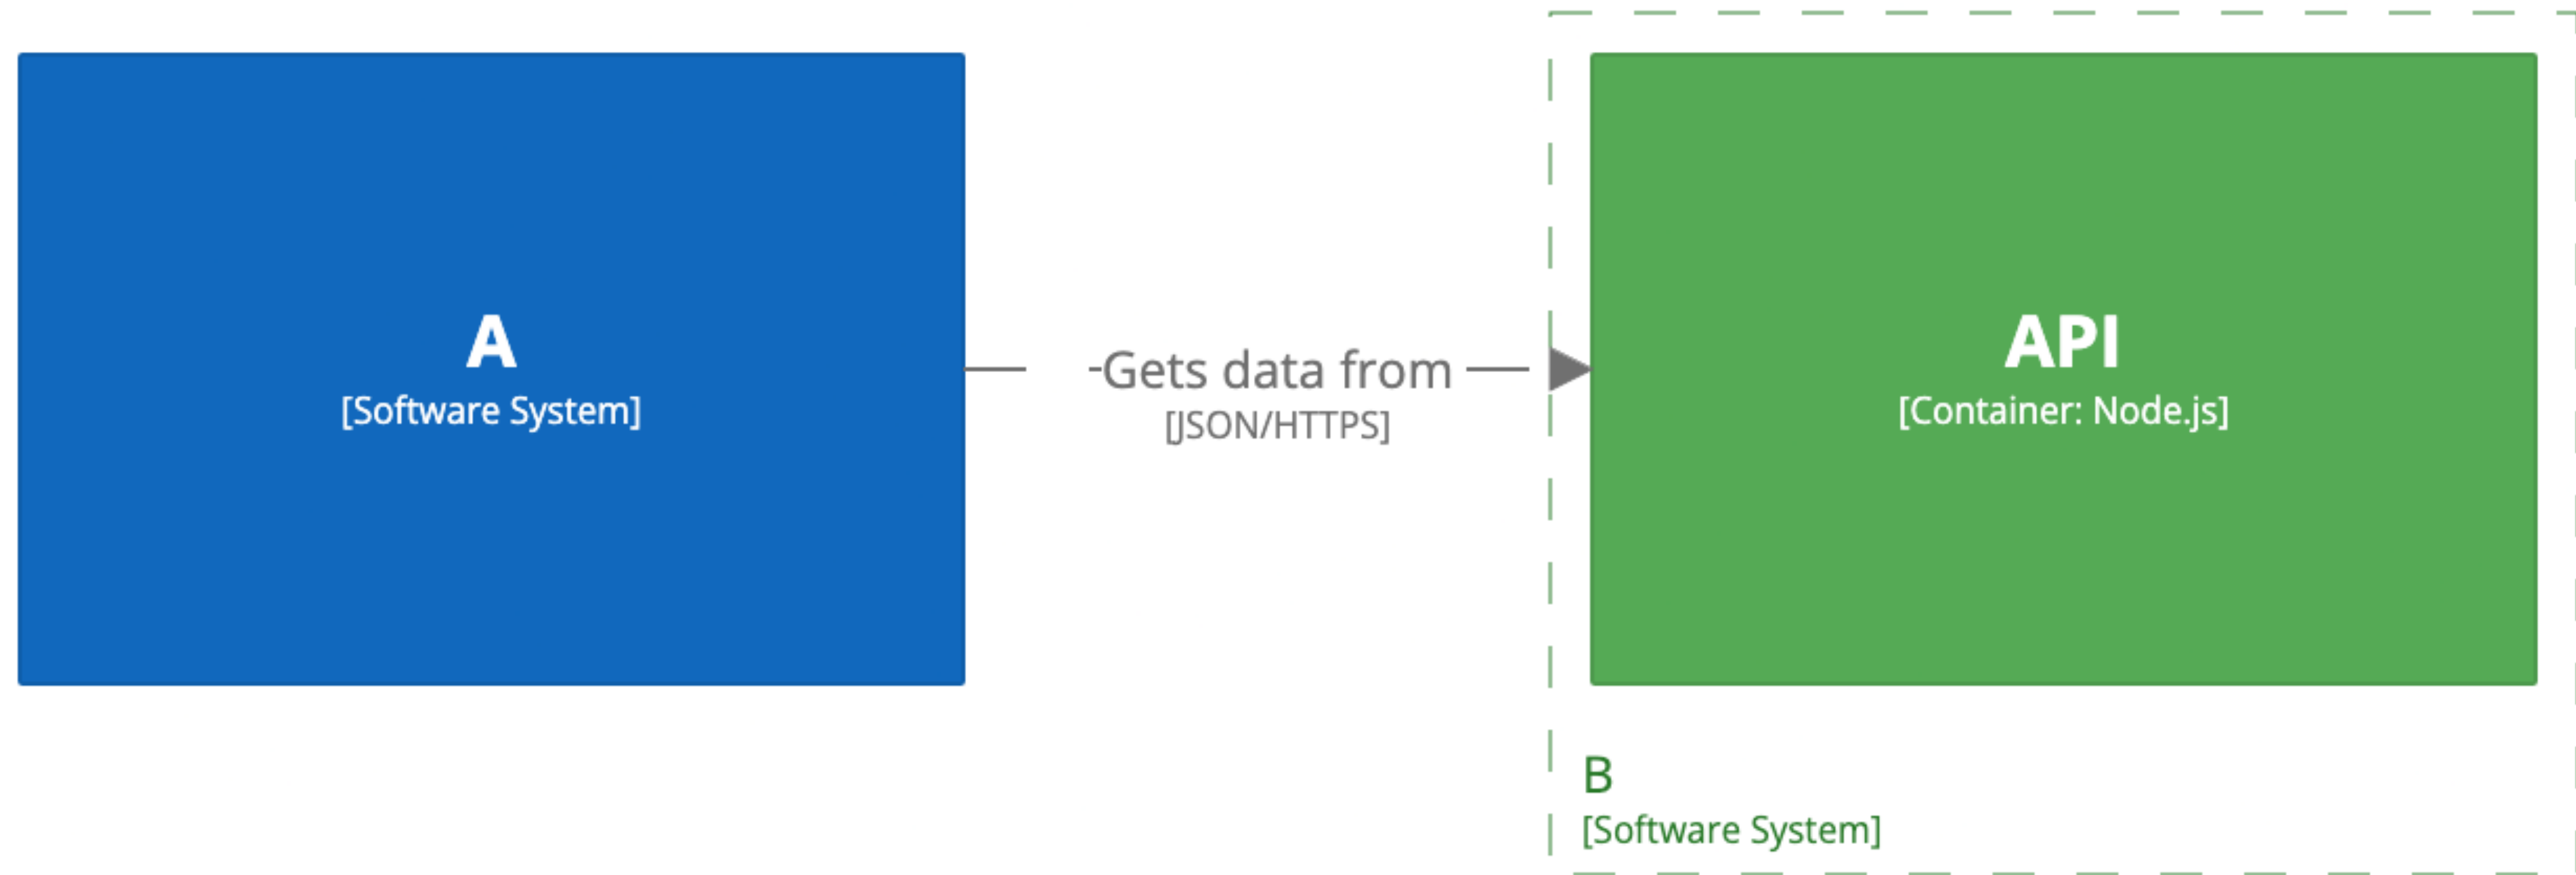 A
[Software System]
Gets data from
[JSON/HTTPS]
API
[Container: Node.js]
B
[Software System]